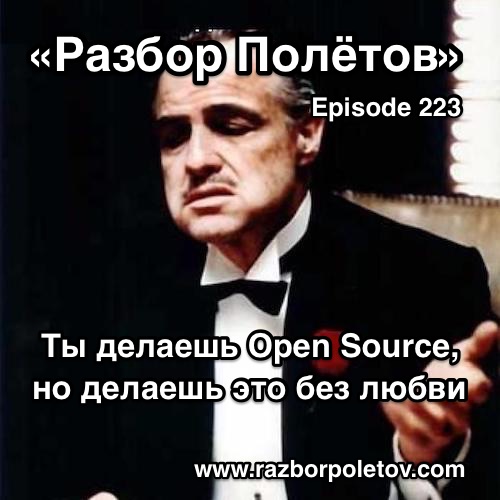 «Разбор Полётов»
Episode 223
Ты делаешь Open Source,
но делаешь это без любви
www.razborpoletov.com